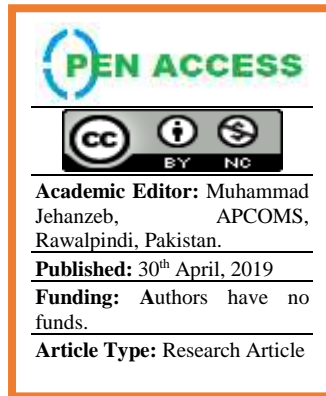 OPEN ACCESS
cc
BY NC
Academic Editor: Muhammad
Jehanzeb, APCOMS,
Rawalpindi, Pakistan.
Published: 30th April, 2019
Funding: Authors have no
funds.
Article Type: Research Article